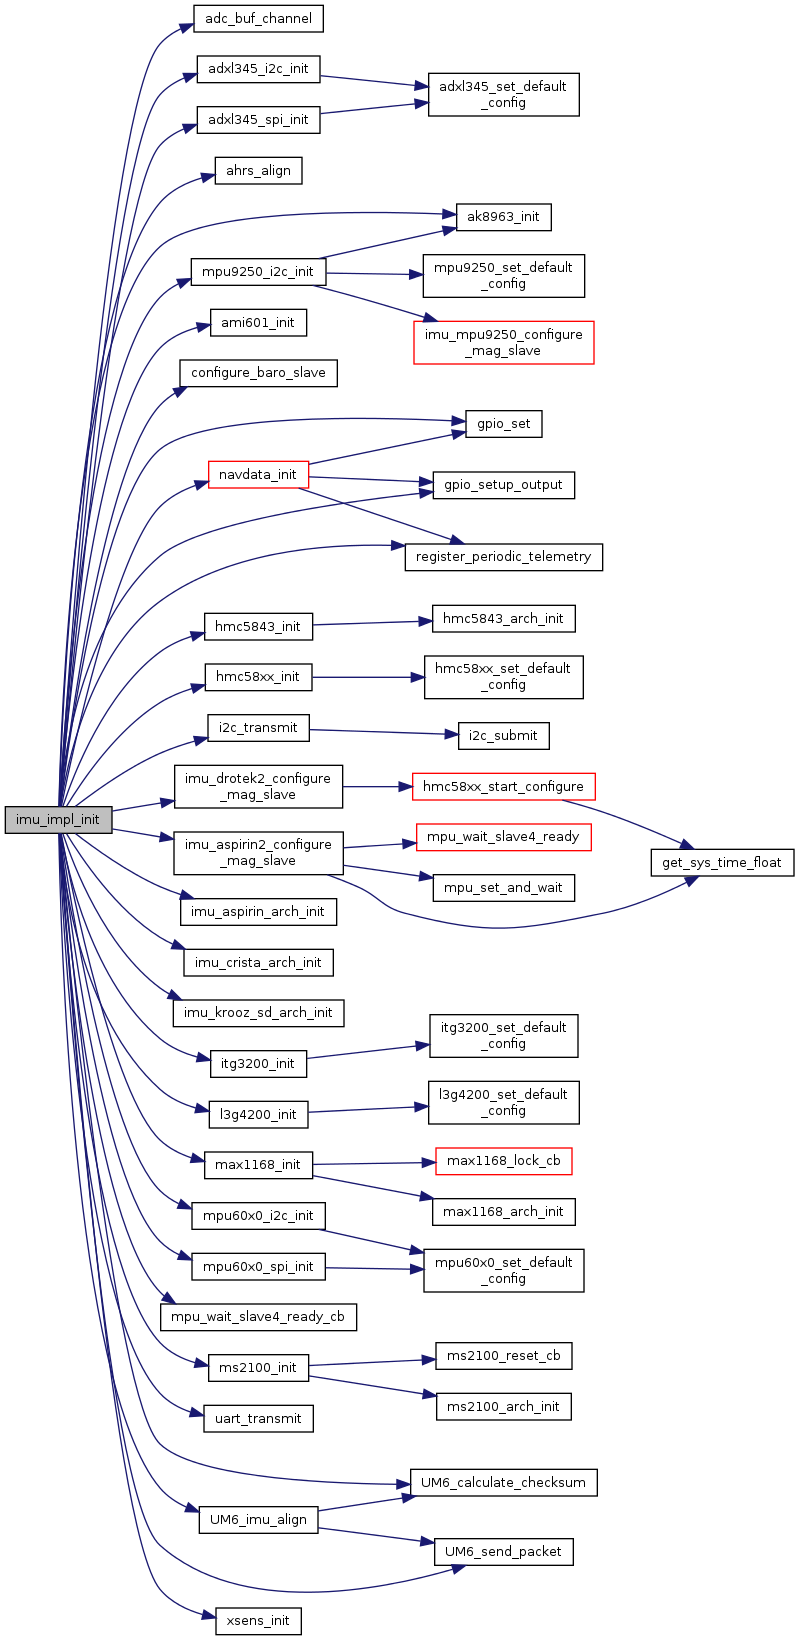 adc_buf_channel
adxl345_i2c_init
adxl345_set_default
_config
adxl345_spi_init
ahrs_align
ak8963_init
mpu9250_i2c_init
mpu9250_set_default
_config
ami601_init
imu_mpu9250_configure
_mag_slave
configure_baro_slave
gpio_set
navdata_init
gpio_setup_output
register_periodic_telemetry
hmc5843_init
hmc5843_arch_init
hmc58xx_init
hmc58xx_set_default
_config
i2c_transmit
i2c_submit
imu_drotek2_configure
_mag_slave
hmc58xx_start_configure
imu_impl_init
imu_aspirin2_configure
_mag_slave
mpu_wait_slave4_ready
get_sys_time_float
mpu_set_and_wait
imu_aspirin_arch_init
imu_crista_arch_init
imu_krooz_sd_arch_init
itg3200_init
itg3200_set_default
_config
l3g4200_init
l3g4200_set_default
_config
max1168_init
max1168_lock_cb
max1168_arch_init
mpu60x0_i2c_init
mpu60x0_spi_init
mpu60x0_set_default
_config
mpu_wait_slave4_ready_cb
ms2100_init
ms2100_reset_cb
ms2100_arch_init
uart_transmit
UM6_calculate_checksum
UM6_imu_align
UM6_send_packet
xsens_init